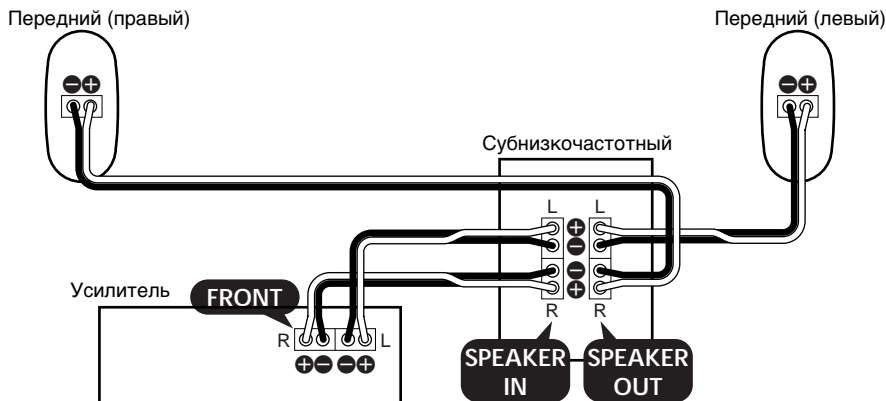 Передний (правый)
Передний (левый)
Субнизкочастотный
L L
Усилитель
FRONT
R L
R R
SPEAKER IN
SPEAKER OUT